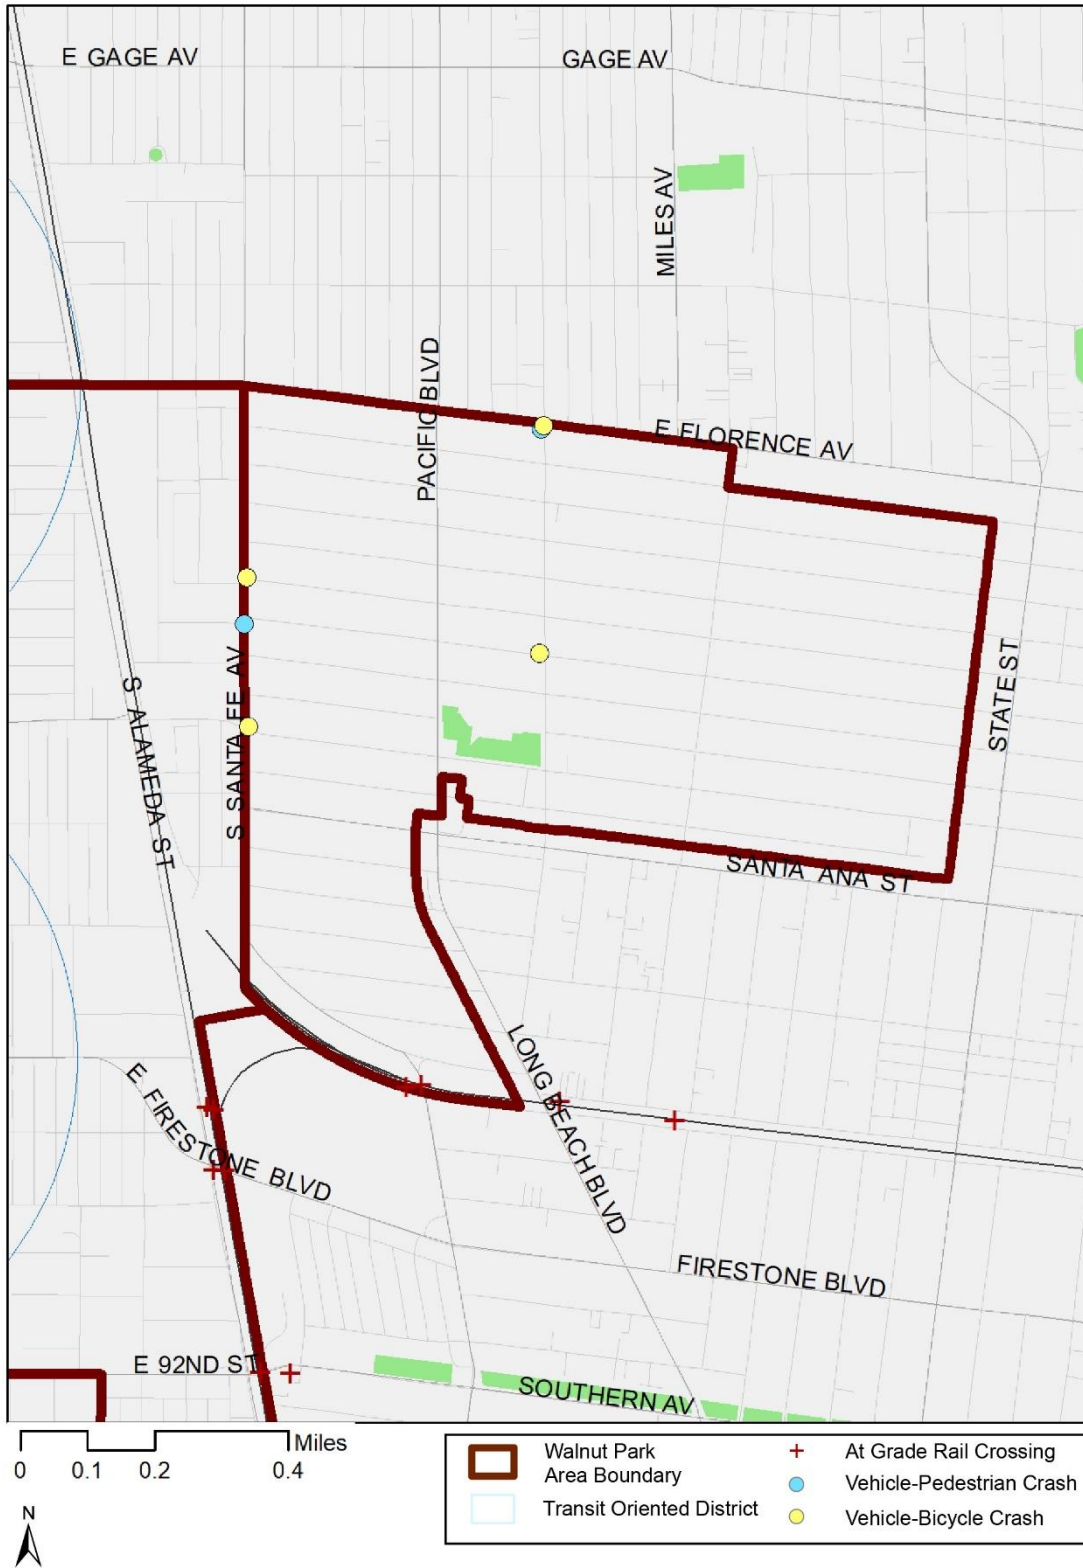 E GAGE AV
GAGE AV
MILES AV
PACIFIC BLVD
E FLORENCE AV
STATE ST
S ALAMEDA ST
S SANTA FE AV
SANTA ANA ST
LONG BEACH BLVD
E FIRESTONE BLVD
FIRESTONE BLVD
E 92ND ST
SOUTHERN AV
Miles
0 0.1 0.2 0.4
N
Walnut Park
Area Boundary
Transit Oriented District
At Grade Rail Crossing
Vehicle-Pedestrian Crash
Vehicle-Bicycle Crash